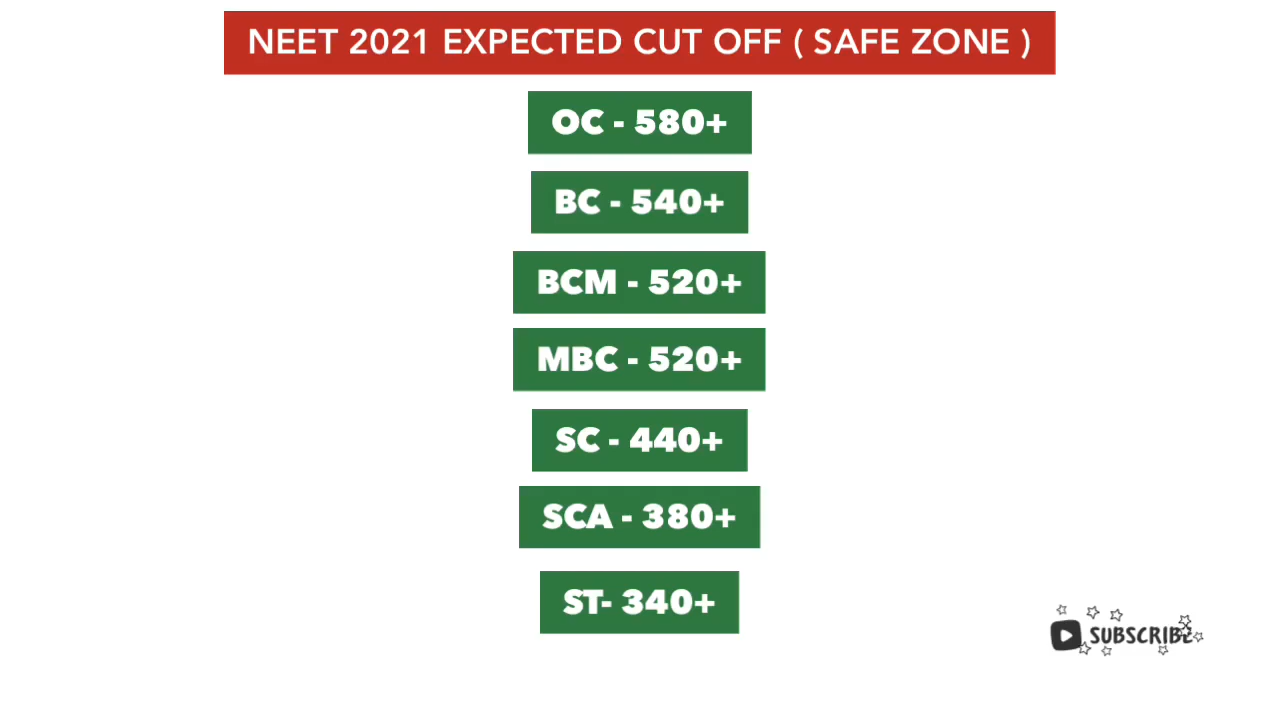 NEET 2021 EXPECTED CUT OFF ( SAFE ZONE )
OC - 580+
BC - 540+
BCM - 520+
MBC - 520+
SC - 440+
SCA - 380+
ST- 340+
SUBSCRIBE